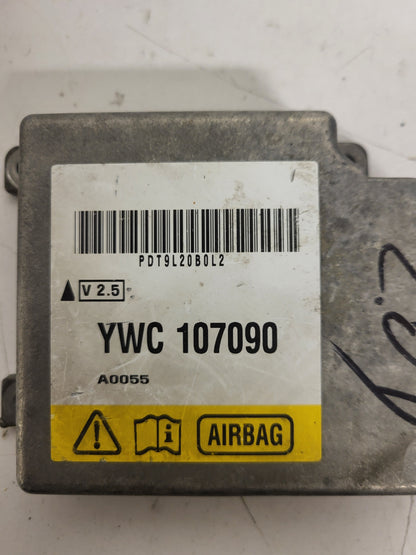 PDT9L20B0L2
V 2.5
YWC 107090
A0055
i AIRBAG